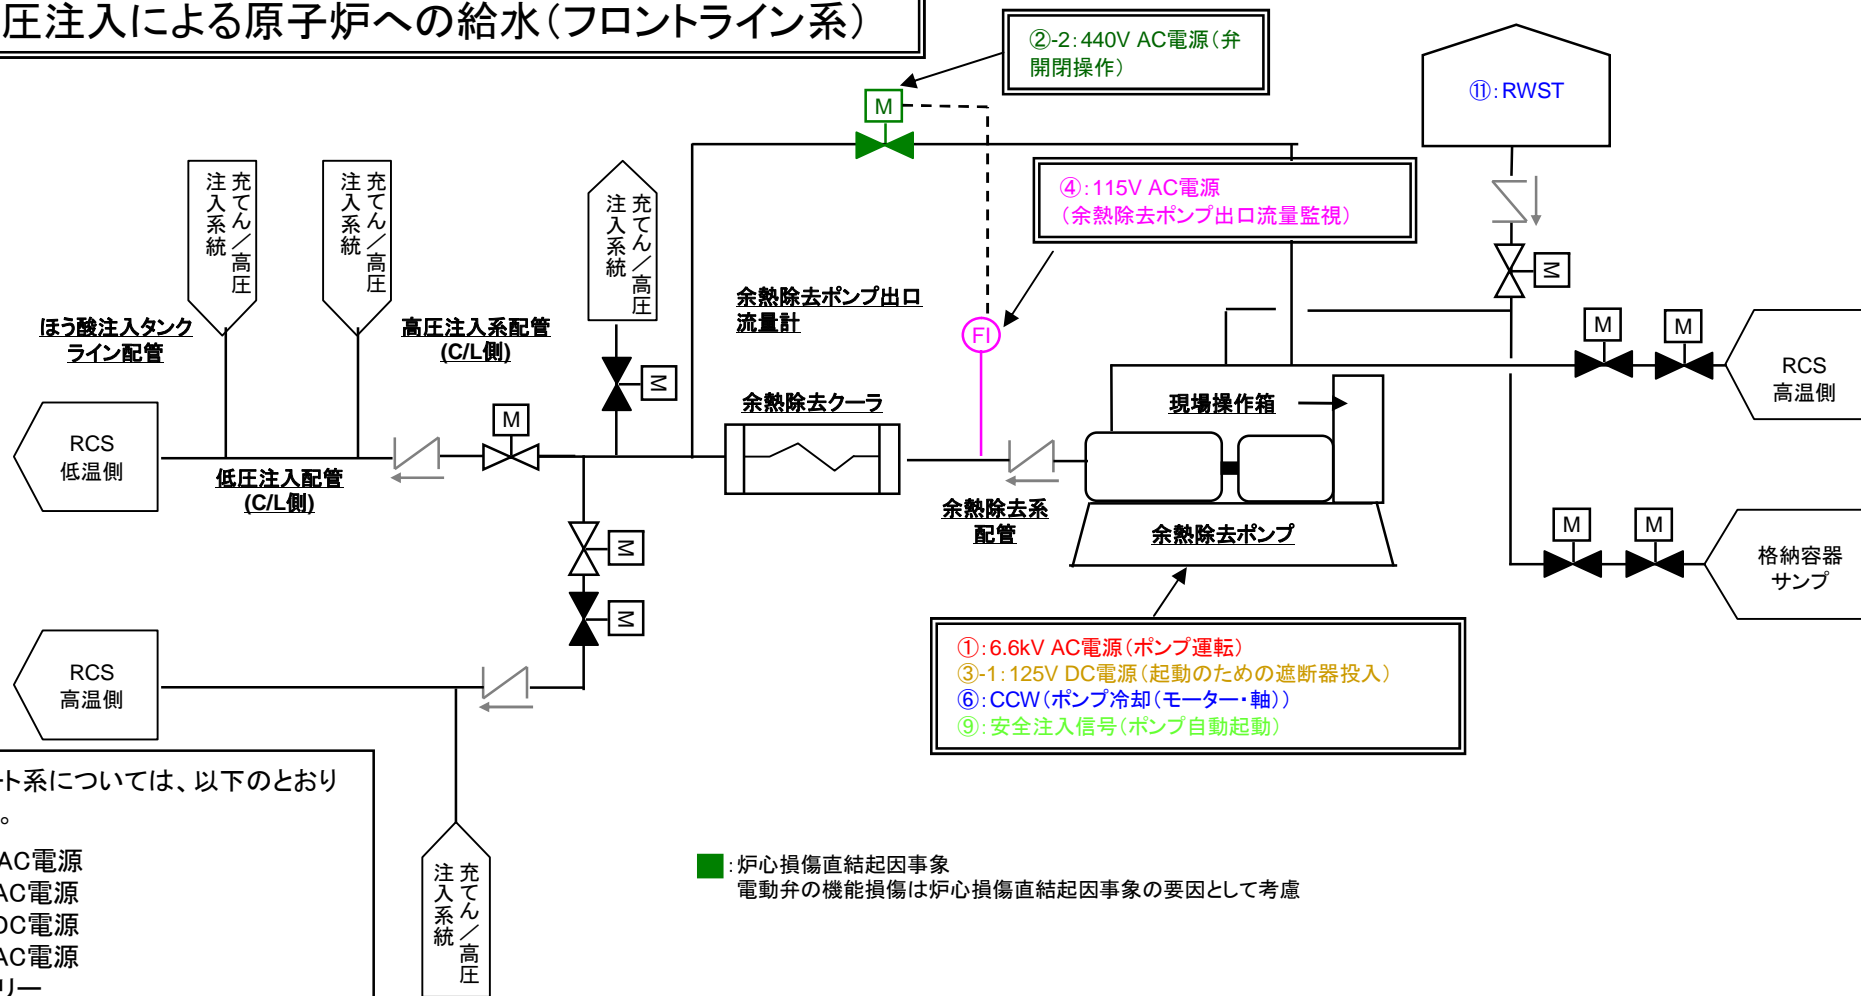 圧注入による原子炉への給水(フロントライン系)
②-2:440V AC電源(弁
開閉操作)
M
⑪:RWST
④:115V AC電源
(余熱除去ポンプ出口流量監視)
充てん/高圧
注入系統
充てん/高圧
注入系統
充てん/高圧
注入系統
M
余熱除去ポンプ出口
流量計
FI
ほう酸注入タンク
ライン配管
高圧注入系配管
(C/L側)
M
M
M
RCS
高温側
余熱除去クーラ
現場操作箱
M
RCS
低温側
低圧注入配管
(C/L側)
余熱除去系
配管
余熱除去ポンプ
M
M
格納容器
サンプ
M
M
RCS
高温側
①:6.6kV AC電源(ポンプ運転)
③-1:125V DC電源(起動のための遮断器投入)
⑥:CCW(ポンプ冷却(モーター・軸))
⑨:安全注入信号(ポンプ自動起動)
ート系については、以下のとおり
。
AC電源
AC電源
DC電源
AC電源
リー
充てん/高圧
注入系統
:炉心損傷直結起因事象
電動弁の機能損傷は炉心損傷直結起因事象の要因として考慮